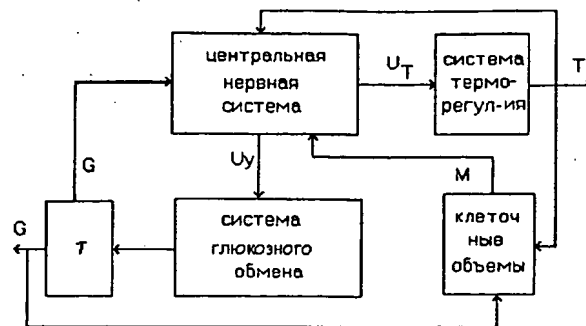 центральная
нервная
система
U_T
система
термо-
регул-ия
T
G
Uy
M
G
τ
система
глюкозного
обмена
клеточ
ные
объемы